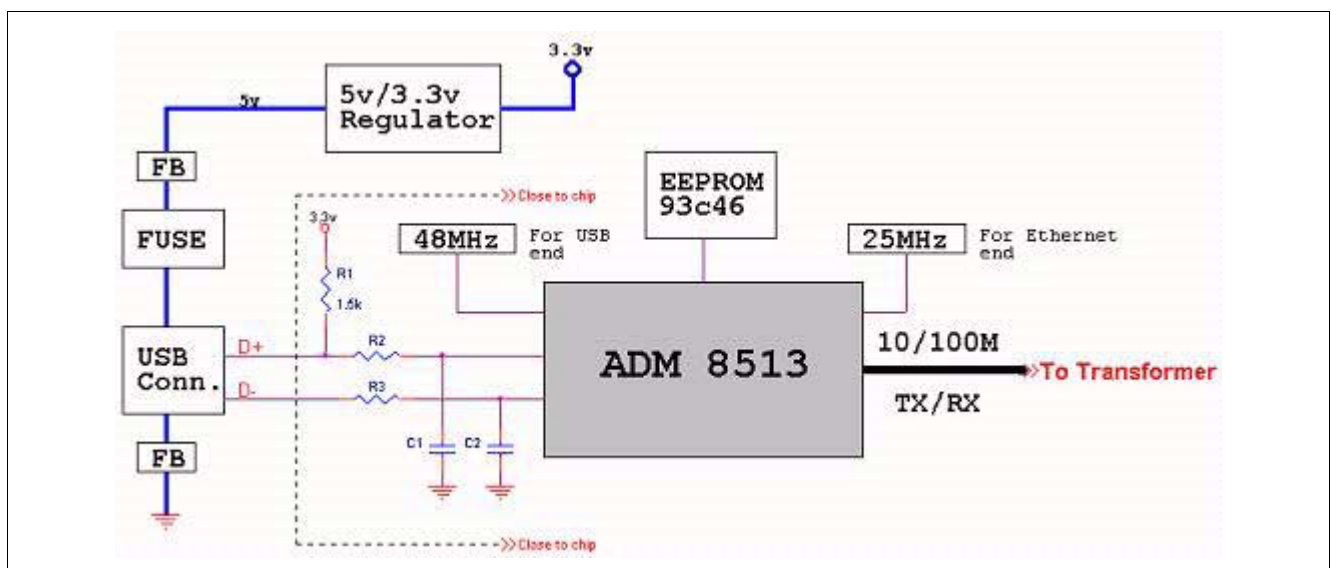 3.3v
5v
5v/3.3v
Regulator
FB
EEPROM
93c46
>>Close to chip
FUSE
3.3v
48MHz
For USB
end
25MHz
For Ethernet
end
R1
1.5k
USB
Conn.
D+
R2
D-
R3
ADM 8513
10/100M
>>To Transformer
TX/RX
C1
C2
FB
>>Close to chip